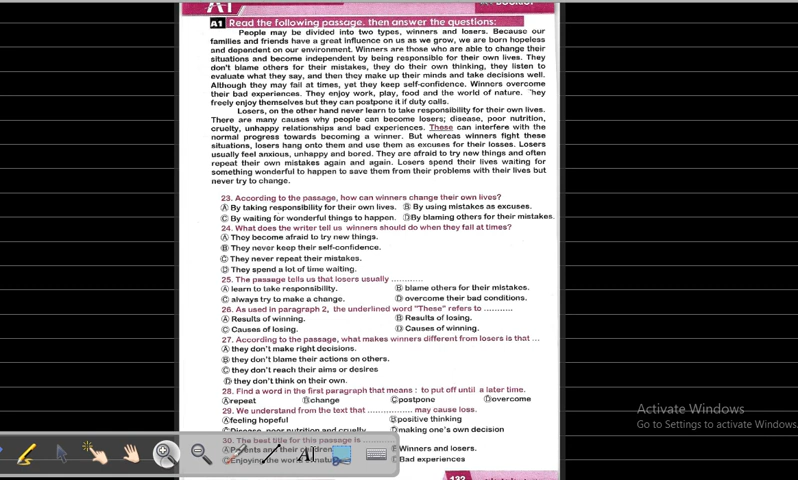 A1
BOOKLET
A1 Read the following passage, then answer the questions:
People may be divided into two types, winners and losers. Because our
families and friends have a great influence on us as we grow, we are born hopeless
and dependent on our environment. Winners are those who are able to change their
situations and become independent by being responsible for their own lives. They
don't blame others for their mistakes, they do their own thinking, they listen to
evaluate what they say, and then they make up their minds and take decisions well.
Although they may fail at times, yet they keep self-confidence. Winners overcome
their bad experiences. They enjoy work, play, food and the world of nature. They
freely enjoy themselves but they can postpone it if duty calls.
Losers, on the other hand never learn to take responsibility for their own lives.
There are many causes why people can become losers; disease, poor nutrition,
cruelty, unhappy relationships and bad experiences. These can interfere with the
normal progress towards becoming a winner. But whereas winners fight these
situations, losers hang onto them and use them as excuses for their losses. Losers
usually feel anxious, unhappy and bored. They are afraid to try new things and often
repeat their own mistakes again and again. Losers spend their lives waiting for
something wonderful to happen to save them from their problems with their lives but
never try to change.
23. According to the passage, how can winners change their own lives?
Ⓐ By taking responsibility for their own lives. Ⓑ By using mistakes as excuses.
Ⓒ By waiting for wonderful things to happen. ⒹBy blaming others for their mistakes.
24. What does the writer tell us winners should do when they fall at times?
Ⓐ They become afraid to try new things.
Ⓑ They never keep their self-confidence.
Ⓒ They never repeat their mistakes.
Ⓓ They spend a lot of time waiting.
25. The passage tells us that losers usually ............
Ⓐ learn to take responsibility. Ⓑ blame others for their mistakes.
Ⓒ always try to make a change. Ⓓ overcome their bad conditions.
26. As used in paragraph 2, the underlined word "These" refers to ...........
Ⓐ Results of winning. Ⓑ Results of losing.
Ⓒ Causes of losing. Ⓓ Causes of winning.
27. According to the passage, what makes winners different from losers is that ...
Ⓐ they don't make right decisions.
Ⓑ they don't blame their actions on others.
Ⓒ they don't reach their aims or desires
Ⓓ they don't think on their own.
28. Find a word in the first paragraph that means : to put off until a later time.
Ⓐrepeat Ⓑchange Ⓒpostpone Ⓓovercome
29. We understand from the text that ................. may cause loss.
Ⓐfeeling hopeful Ⓑpositive thinking
ⒸDisease, poor nutrition and cruelly Ⓓmaking one's own decision
30. The best title for this passage is ...........
ⒶParents and their children Winners and losers.
ⒸEnjoying the world of nature Bad experiences
AI
Activate Windows
Go to Settings to activate Windows.